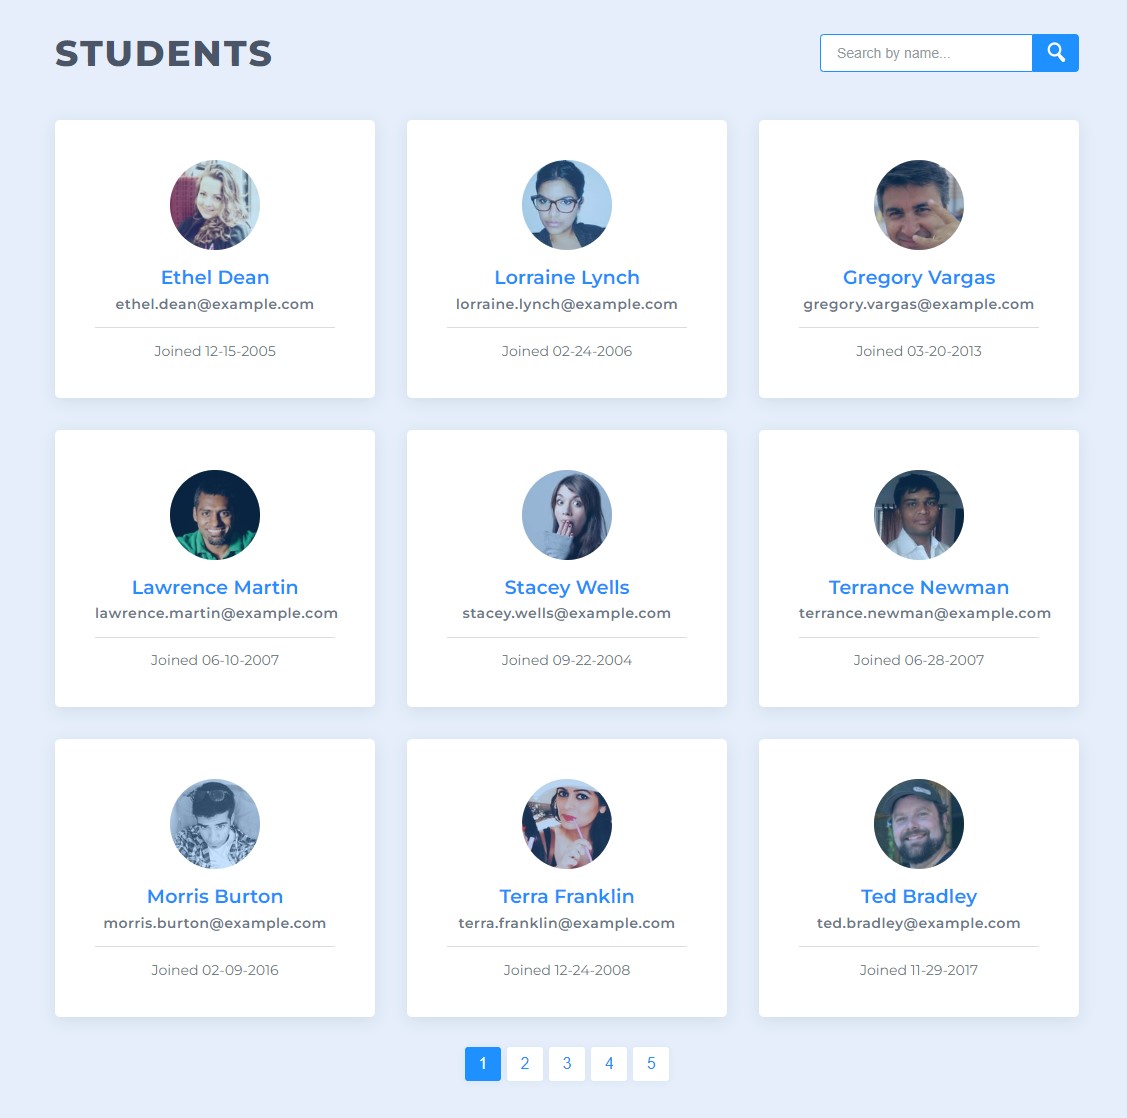 STUDENTS
Search by name...
Ethel Dean
ethel.dean@example.com
Joined 12-15-2005
Lorraine Lynch
lorraine.lynch@example.com
Joined 02-24-2006
Gregory Vargas
gregory.vargas@example.com
Joined 03-20-2013
Lawrence Martin
lawrence.martin@example.com
Joined 06-10-2007
Stacey Wells
stacey.wells@example.com
Joined 09-22-2004
Terrance Newman
terrance.newman@example.com
Joined 06-28-2007
Morris Burton
morris.burton@example.com
Joined 02-09-2016
Terra Franklin
terra.franklin@example.com
Joined 12-24-2008
Ted Bradley
ted.bradley@example.com
Joined 11-29-2017
1 2 3 4 5